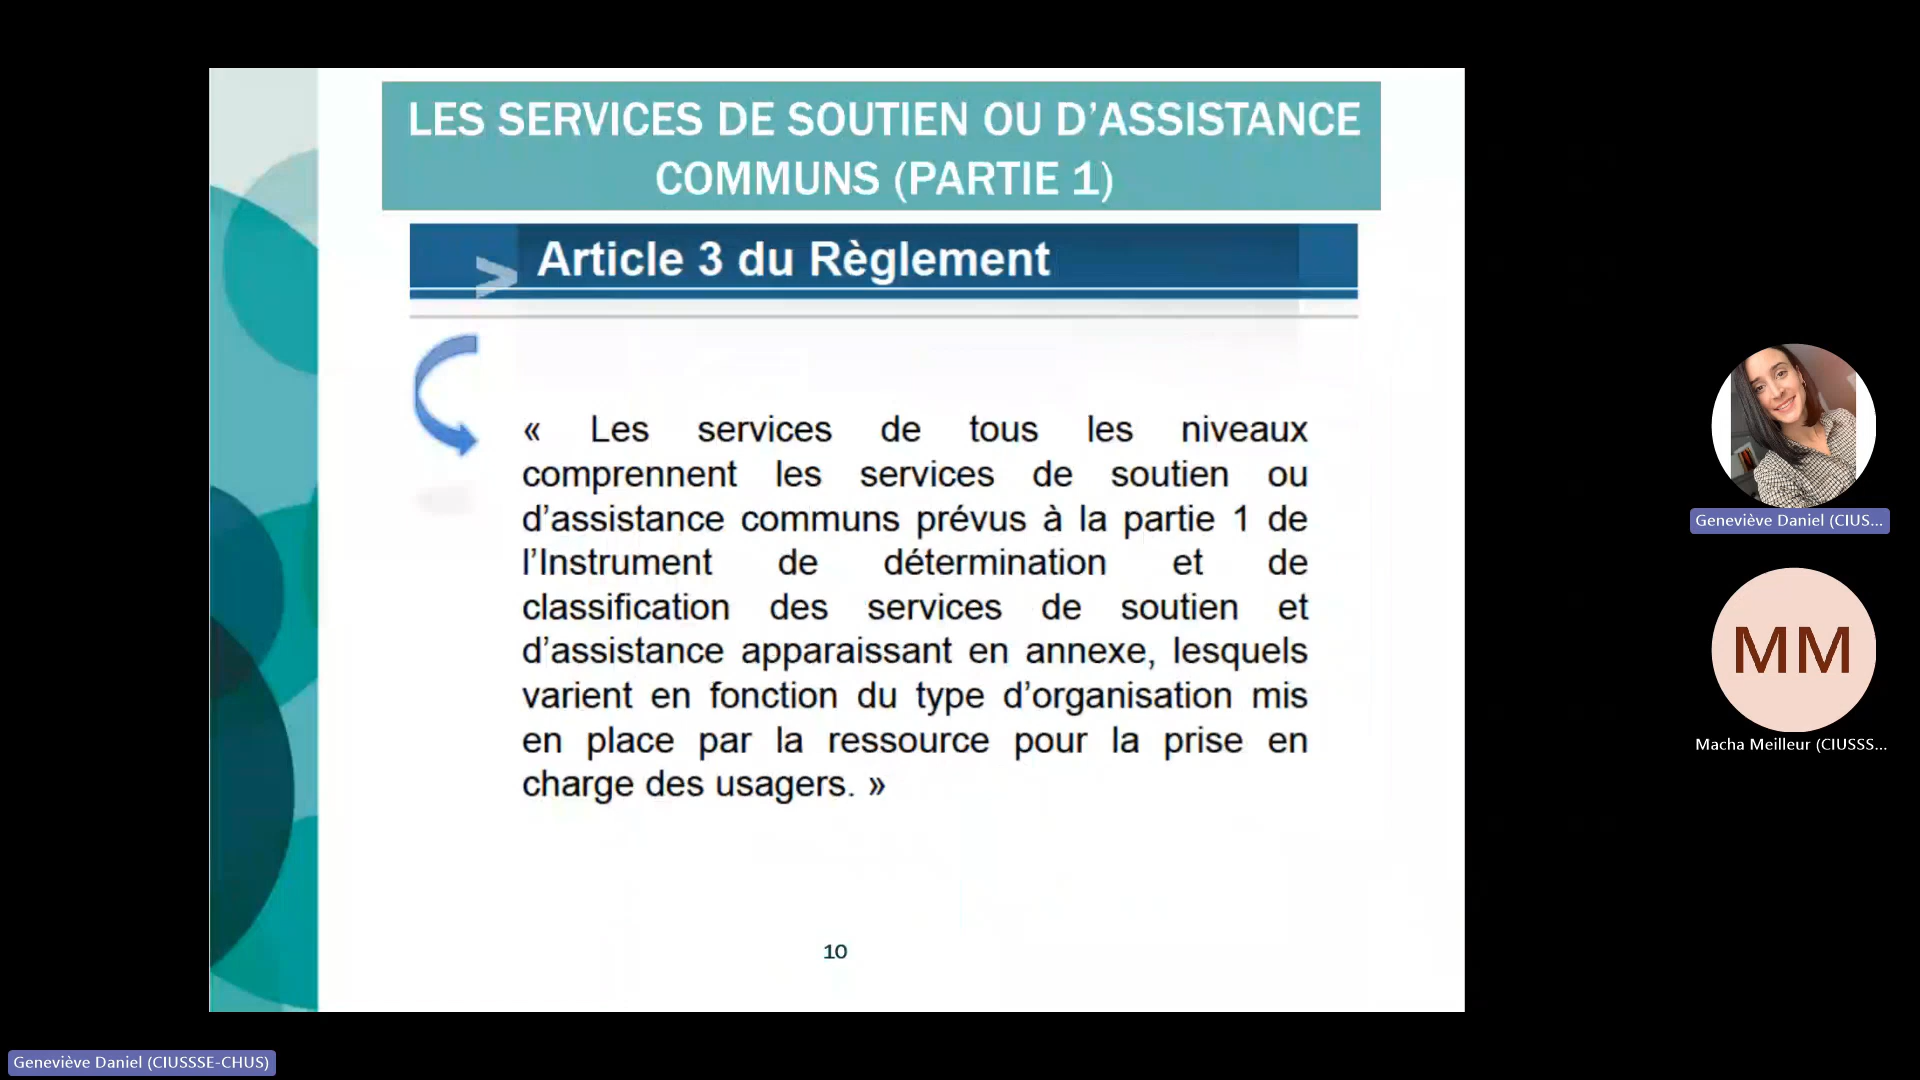 LES SERVICES DE SOUTIEN OU D’ASSISTANCE
COMMUNS (PARTIE 1)
> Article 3 du Règlement
« Les services de tous les niveaux
comprennent les services de soutien ou
d’assistance communs prévus à la partie 1 de
l’Instrument de détermination et de
classification des services de soutien et
d’assistance apparaissant en annexe, lesquels
varient en fonction du type d’organisation mis
en place par la ressource pour la prise en
charge des usagers. »
10
Geneviève Daniel (CIUS...
MM
Macha Meilleur (CIUSSS...
Geneviève Daniel (CIUSSSE-CHUS)